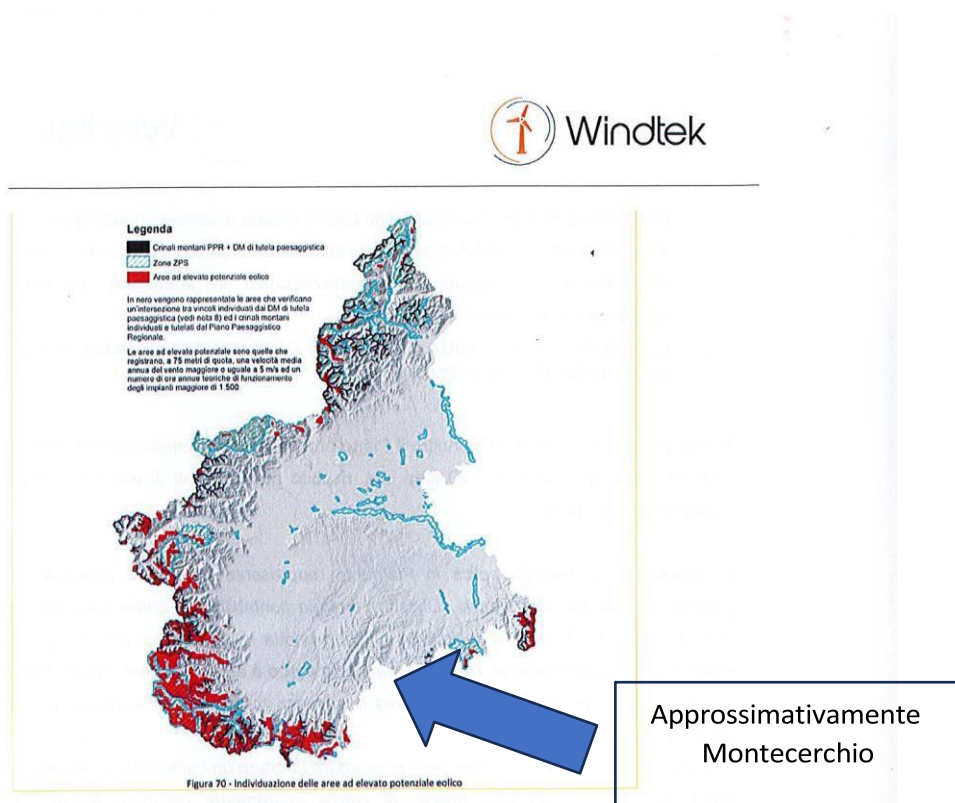 Windtek
Legenda
Crinali montani PPR + DM di tutela paesaggistica
Zone ZPS
Aree ad elevato potenziale eolico
In nero vengono rappresentate le aree che verificano
un'intersezione tra vincoli individuati dai DM di tutela
paesaggistica (vedi nota 8) ed i crinali montani
individuati e tutelati dal Piano Paesaggistico
Regionale.
Le aree ad elevato potenziale sono quelle che
registrano, a 75 metri di quota, una velocità media
annua del vento maggiore o uguale a 5 m/s ed un
numero di ore annue teoriche di funzionamento
degli impianti maggiore di 1.500.
Approssimativamente
Montecerchio
Figura 70 - Individuazione delle aree ad elevato potenziale eolico